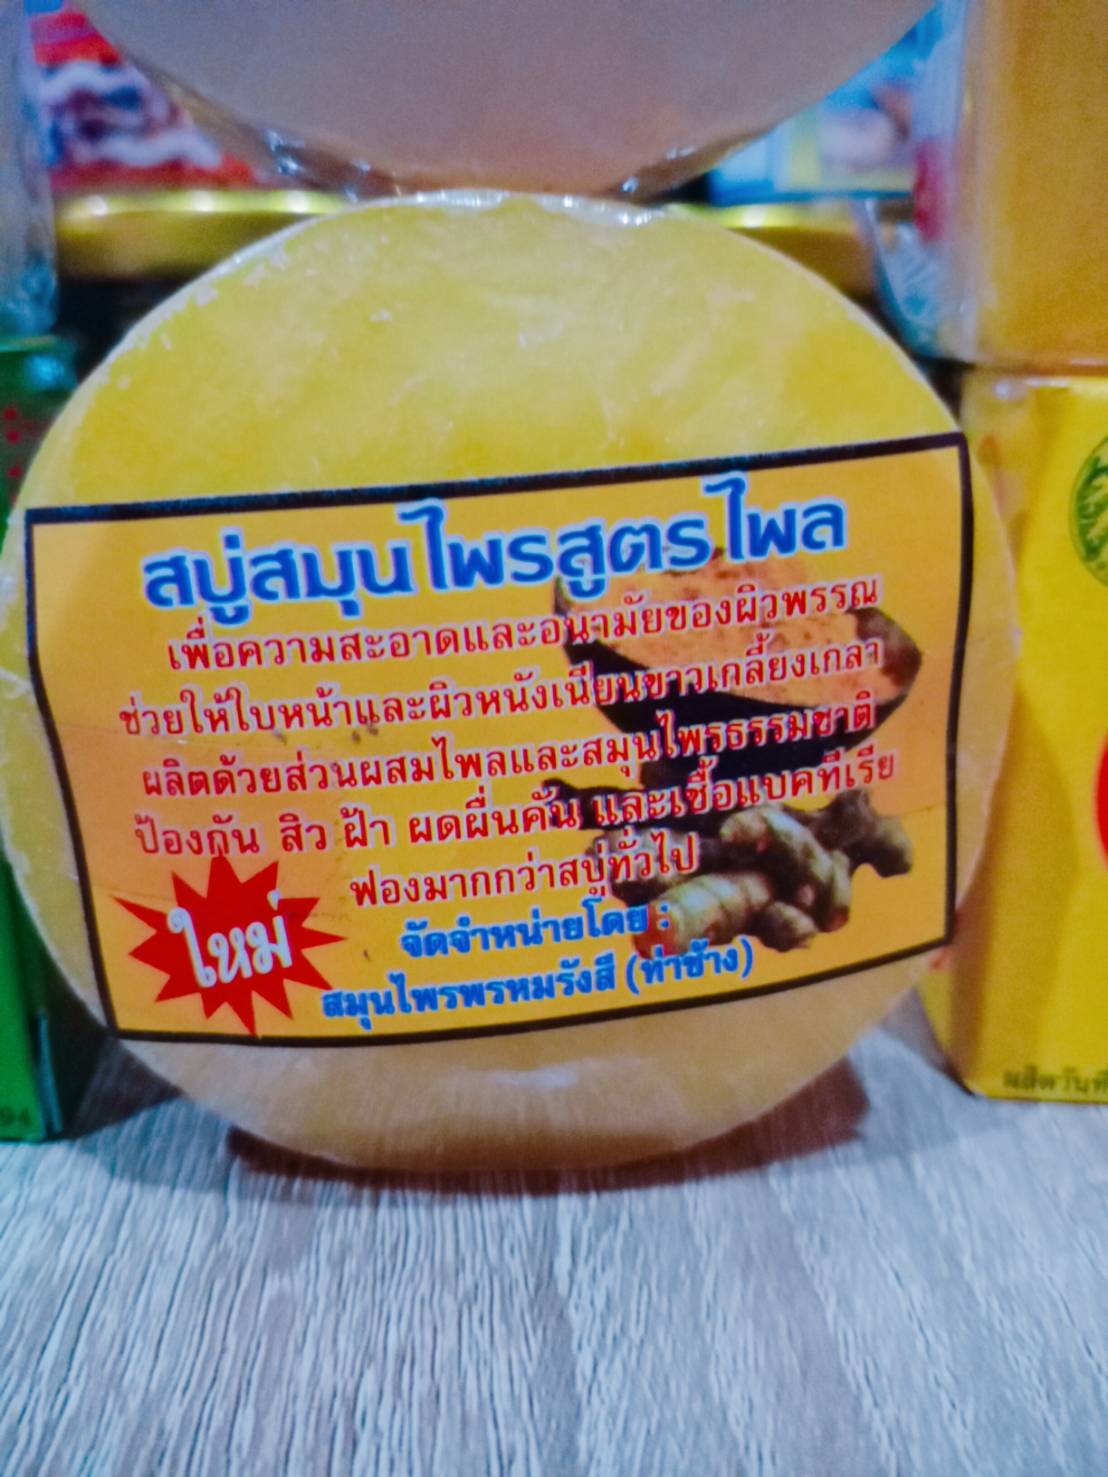 สบู่สมุนไพรสูตรไพล
เพื่อความสะอาดและอนามัยของผิวพรรณ
ช่วยให้ใบหน้าและผิวหนังเนียนขาวเกลี้ยงเกลา
ผลิตด้วยส่วนผสมไพลและสมุนไพรธรรมชาติ
ป้องกัน สิว ฝ้า ผดผื่นคัน และเชื้อแบคทีเรีย
ฟองมากกว่าสบู่ทั่วไป
ใหม่
จัดจำหน่ายโดย :
สมุนไพรพรหมรังสี (ท่าช้าง)
94
ผลิตวันที่